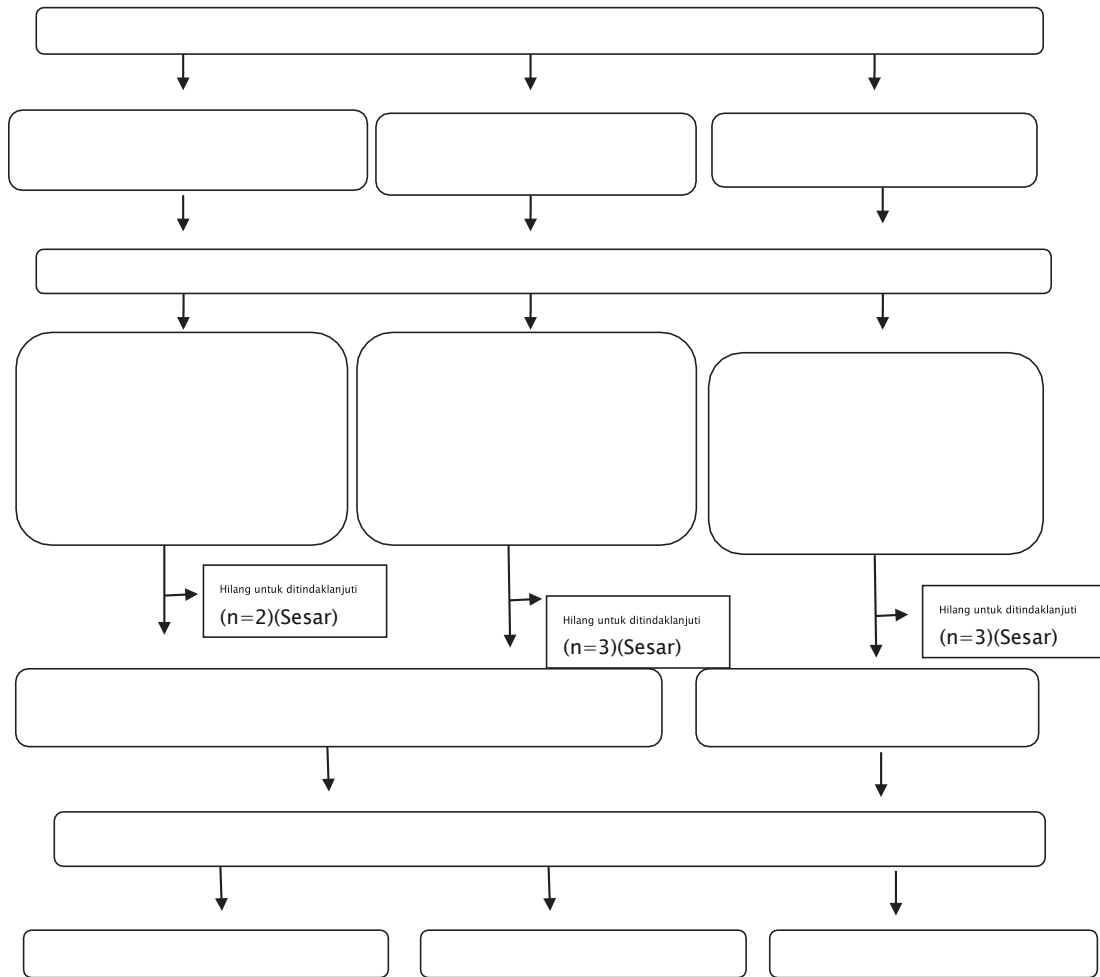 Hilang untuk ditindaklanjuti
(n=2)(Sesar)
Hilang untuk ditindaklanjuti
(n=3)(Sesar)
Hilang untuk ditindaklanjuti
(n=3)(Sesar)